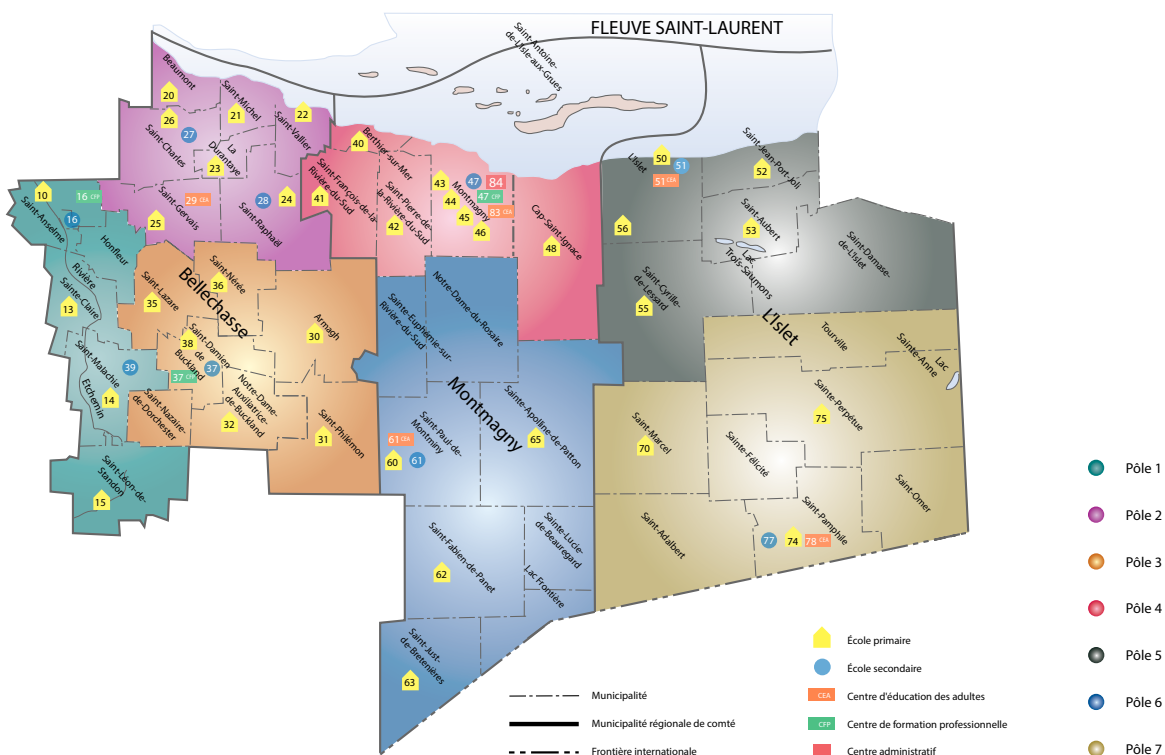 FLEUVE SAINT-LAURENT
Saint-Antoine-
de-L'Isle-aux-Grues
Beaumont
20
26
Saint-Michel
21
22
Saint-Vallier
27
Saint-Charles
La
Durantaye
23
29 CEA
28
24
25
Saint-Gervais
Saint-Raphaël
10
16 CFP
Saint-Anselme
16
Honfleur
Rivière
Sainte-Claire
13
Saint-Malachie
39
14
Etchemin
Saint-Léon-de-
Standon
15
Bellechasse
Saint-Nérée
36
Saint-Lazare
35
Armagh
30
38
Saint-Damien
de
Buckland
37
37 CFP
Notre-Dame-
Auxiliatrice-
de-Buckland
32
Saint-Nazaire-
de-Dorchester
Saint-Philémon
31
40
Berthier-sur-Mer
Saint-François-de-la-
Rivière-du-Sud
41
Saint-Pierre-de-
la-Rivière-du-Sud
42
43
44
Montmagny
45
46
47
84
47 CFP
83 CEA
Cap-Saint-Ignace
48
Notre-Dame-du-Rosaire
Sainte-Euphémie-sur-
Rivière-du-Sud
Montmagny
61 CEA
60
61
Saint-Paul-de-
Montminy
Sainte-Apolline-de-Patton
65
Saint-Fabien-de-Panet
62
Sainte-Lucie-
de-Beauregard
Lac Frontière
Saint-Just-
de-Bretenières
63
L'Islet
50
51
51 CEA
Saint-Jean-Port-Joli
52
56
Saint-Aubert
53
Lac
Trois-Saumons
Saint-Damase-
de-L'Islet
Saint-Cyrille-
de-Lessard
55
L'Islet
Tourville
Sainte-Anne
Lac
Sainte-Perpétue
75
Saint-Marcel
70
Sainte-Félicité
Saint-Omer
Saint-Pamphile
Saint-Adalbert
77
74
78 CEA
École primaire
École secondaire
CEA Centre d'éducation des adultes
CFP Centre de formation professionnelle
Centre administratif
Municipalité
Municipalité régionale de comté
Frontière internationale
Pôle 1
Pôle 2
Pôle 3
Pôle 4
Pôle 5
Pôle 6
Pôle 7